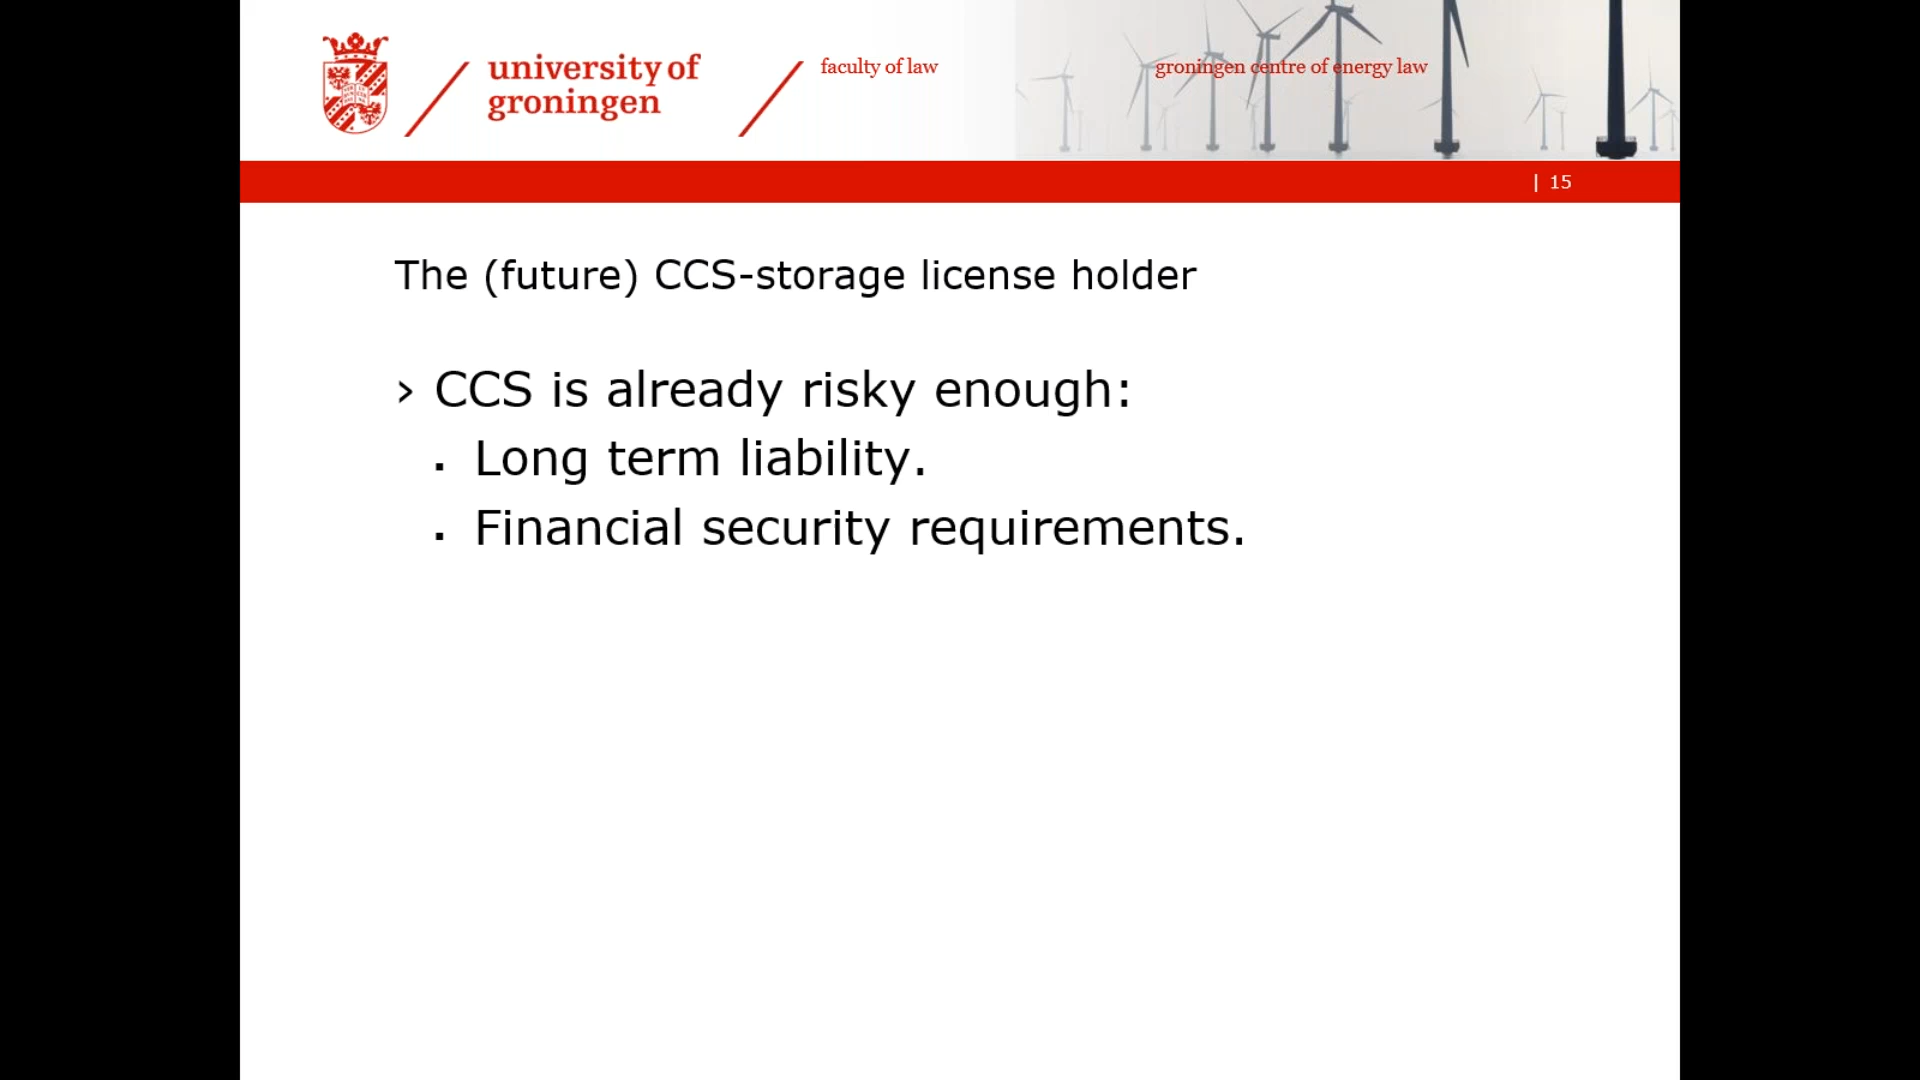 university of
groningen
faculty of law
groningen centre of energy law
| 15
The (future) CCS-storage license holder
› CCS is already risky enough:
▪ Long term liability.
▪ Financial security requirements.